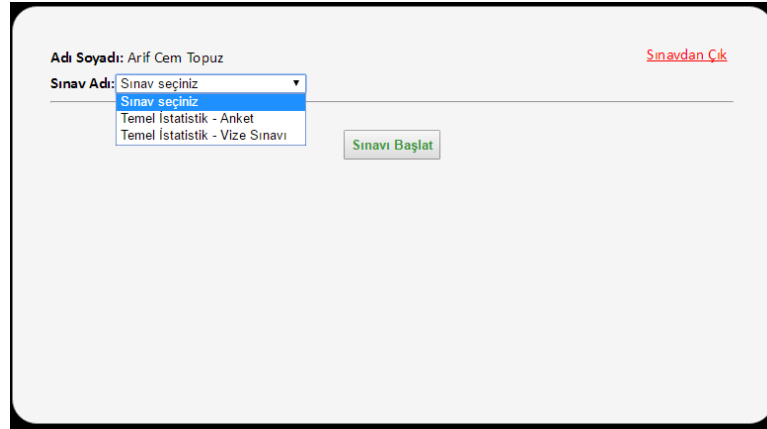 Adı Soyadı: Arif Cem Topuz
Sınavdan Çık
Sınav Adı: Sınav seçiniz
Sınav seçiniz
Temel İstatistik - Anket
Temel İstatistik - Vize Sınavı
Sınavı Başlat